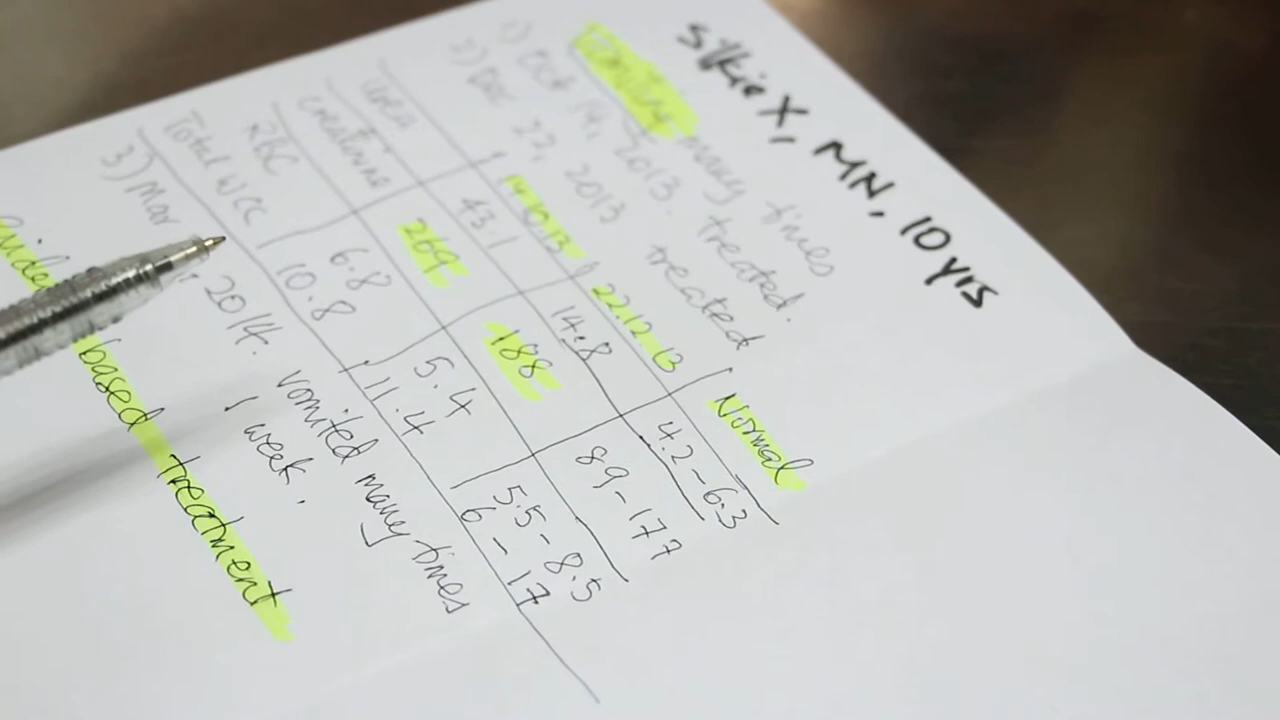 Silkie X, MN, 10 yrs
Vomiting many times
1) Oct 14, 2013. treated.
2) Dec 22, 2013 treated
14.10.13 22.12.13 Normal
Urea 43.1 14.8 4.2-6.3
Creatinine 269 188 89-177
RBC 6.8 5.4 5.5-8.5
Total WCC 10.8 11.4 6-17
3) Mar 2014. vomited many times
1 week.
based treatment